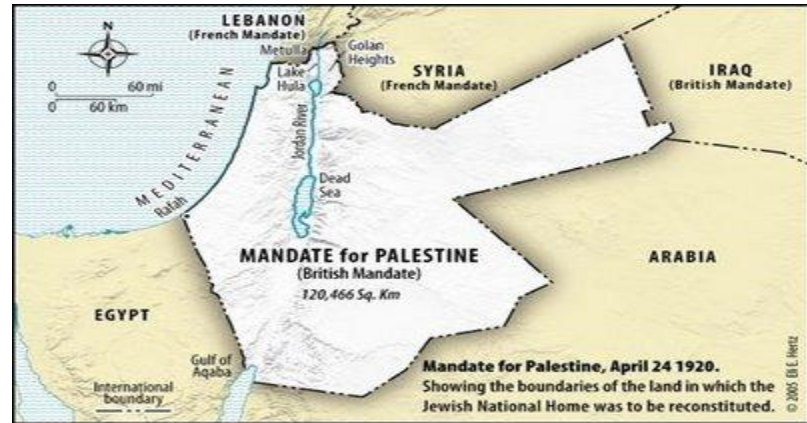 LEBANON
(French Mandate)
N
Metulla
Golan
Heights
Lake
Hula
SYRIA
(French Mandate)
IRAQ
(British Mandate)
0 60 mi
0 60 km
MEDITERRANEAN
Jordan River
Rafah
Dead
Sea
MANDATE for PALESTINE
(British Mandate)
120,466 Sq. Km
ARABIA
EGYPT
Gulf of
Aqaba
International
boundary
Mandate for Palestine, April 24 1920.
Showing the boundaries of the land in which the
Jewish National Home was to be reconstituted.
© 2005 Eli E. Hertz